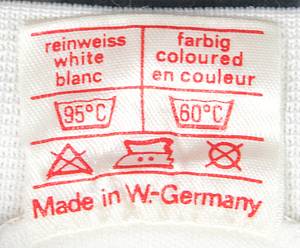 reinweiss farbig
white coloured
blanc en couleur
95°C 60°C
Made in W.-Germany